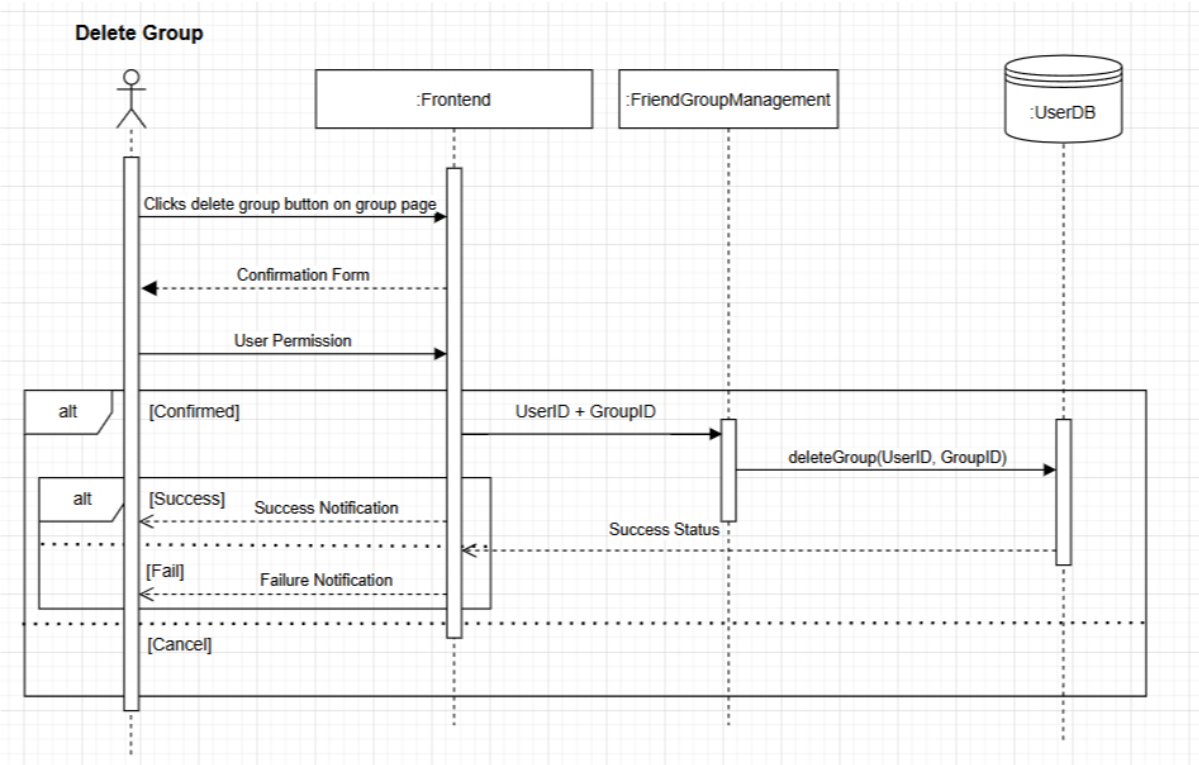 Delete Group
:Frontend
:FriendGroupManagement
:UserDB
Clicks delete group button on group page
Confirmation Form
User Permission
alt
[Confirmed]
UserID + GroupID
deleteGroup(UserID, GroupID)
alt
[Success]
Success Notification
Success Status
[Fail]
Failure Notification
[Cancel]